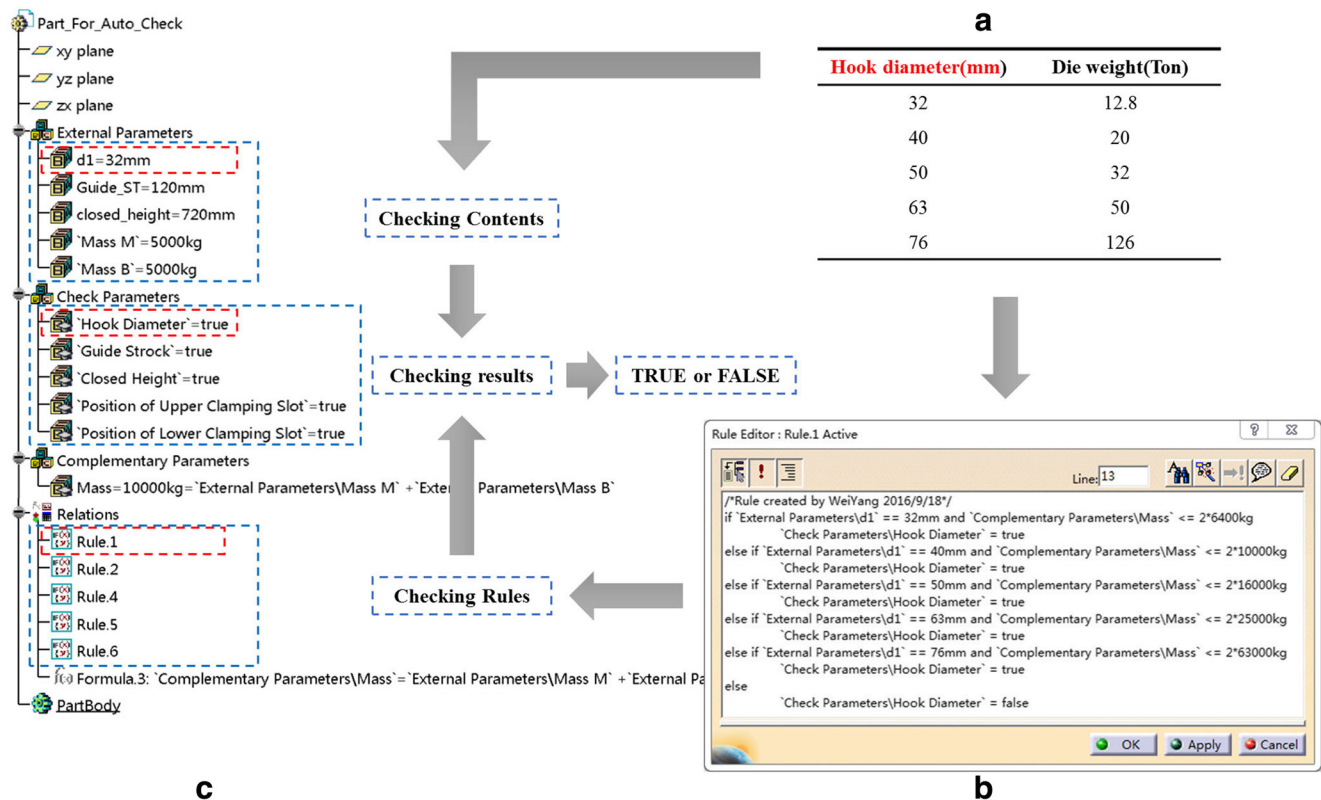 Part_For_Auto_Check
xy plane
yz plane
zx plane
External Parameters
d1=32mm
Guide_ST=120mm
closed_height=720mm
`Mass M`=5000kg
`Mass B`=5000kg
Check Parameters
`Hook Diameter`=true
`Guide Strock`=true
`Closed Height`=true
`Position of Upper Clamping Slot`=true
`Position of Lower Clamping Slot`=true
Complementary Parameters
Mass=10000kg=`External Parameters\Mass M` +`External Parameters\Mass B`
Relations
Rule.1
Rule.2
Rule.4
Rule.5
Rule.6
Formula.3: `Complementary Parameters\Mass`=`External Parameters\Mass M` +`External Pa
PartBody
c
Checking Contents
Checking results
TRUE or FALSE
Checking Rules
a
Hook diameter(mm) Die weight(Ton)
32 12.8
40 20
50 32
63 50
76 126
Rule Editor : Rule.1 Active
Line: 13
/*Rule created by WeiYang 2016/9/18*/
if `External Parameters\d1` == 32mm and `Complementary Parameters\Mass` <= 2*6400kg
`Check Parameters\Hook Diameter` = true
else if `External Parameters\d1` == 40mm and `Complementary Parameters\Mass` <= 2*10000kg
`Check Parameters\Hook Diameter` = true
else if `External Parameters\d1` == 50mm and `Complementary Parameters\Mass` <= 2*16000kg
`Check Parameters\Hook Diameter` = true
else if `External Parameters\d1` == 63mm and `Complementary Parameters\Mass` <= 2*25000kg
`Check Parameters\Hook Diameter` = true
else if `External Parameters\d1` == 76mm and `Complementary Parameters\Mass` <= 2*63000kg
`Check Parameters\Hook Diameter` = true
else
`Check Parameters\Hook Diameter` = false
OK Apply Cancel
b